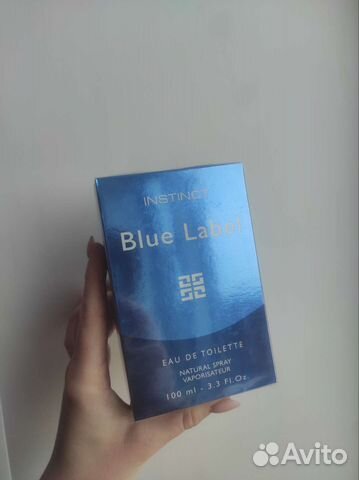 INSTINCT
Blue Label
EAU DE TOILETTE
NATURAL SPRAY
VAPORISATEUR
100 ml - 3.3 Fl.Oz.
Avito